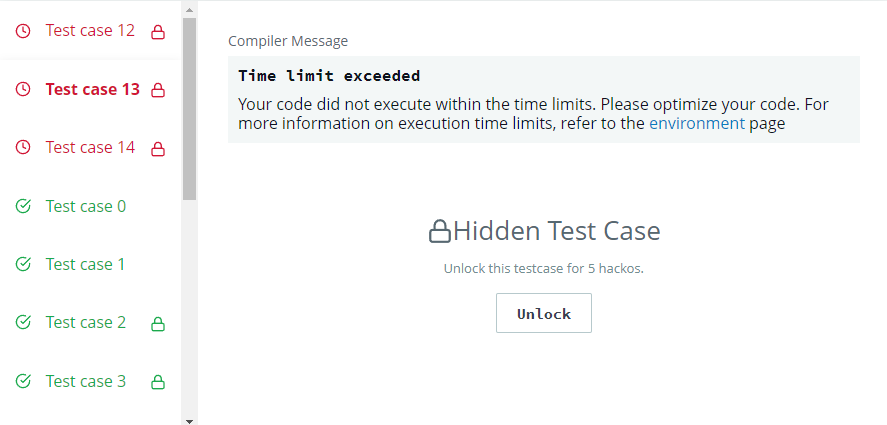 Test case 12
Test case 13
Test case 14
Test case 0
Test case 1
Test case 2
Test case 3
Compiler Message
Time limit exceeded
Your code did not execute within the time limits. Please optimize your code. For
more information on execution time limits, refer to the environment page
Hidden Test Case
Unlock this testcase for 5 hackos.
Unlock